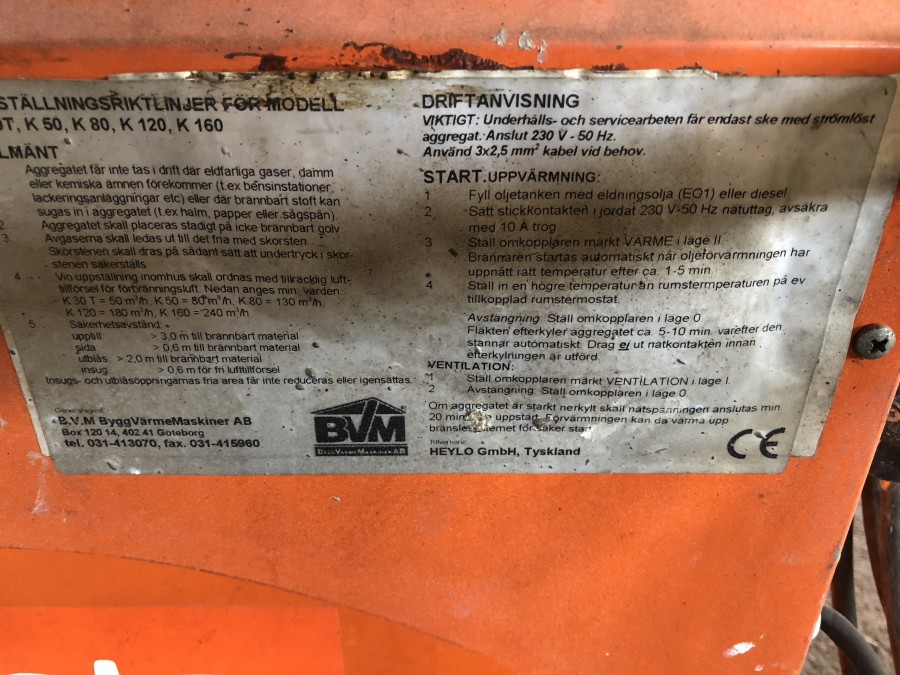 STÄLLNINGSRIKTLINJER FÖR MODELL
0T, K 50, K 80, K 120, K 160
LMÄNT
Aggregatet får inte tas i drift där eldfarliga gaser, damm
eller kemiska ämnen förekommer (t.ex bensinstationer,
lackeringsanläggningar etc) eller där brännbart stoft kan
sugas in i aggregatet (t.ex halm, papper eller sågspån).
2. Aggregatet skall placeras stadigt på icke brännbart golv
3. Avgaserna skall ledas ut till det fria med skorsten
Skorstenen skall dras på sådant sätt att undertryck i skor-
stenen säkerställs
4. Vio uppställning inomhus skall ordnas med tillräcklig luft-
tillförsel för förbränningsluft. Nedan anges min. värden
K 30 T = 50 m³/h, K 50 = 80 m³/h, K 80 = 130 m³/h,
K 120 = 180 m³/h, K 160 = 240 m³/h
5. Säkerhetsavstånd:
upptill > 3,0 m till brännbart material
sida > 0,6 m till brännbart material
utblås > 2,0 m till brännbart material
insug > 0,6 m för fri lufttillförsel
Insugs- och utblåsöppningarnas fria area får inte reduceras eller igensättas.
Generalagent
B.V.M ByggVärmeMaskiner AB
Box 120 1A, 402 41 Göteborg
tel. 031-413070, fax. 031-415960
BVM
BYGGVÄRMEMASKINER AB
DRIFTANVISNING
VIKTIGT: Underhålls- och servicearbeten får endast ske med strömlöst
aggregat. Anslut 230 V - 50 Hz.
Använd 3x2,5 mm² kabel vid behov.
START. UPPVÄRMNING:
1 Fyll oljetanken med eldningsolja (EO1) eller diesel
2 Sätt stickkontakten i jordat 230 V-50 Hz nätuttag, avsäkra
med 10 A trög
3 Ställ omkopplaren märkt VÄRME i läge II
Brännaren startas automatiskt när oljeförvärmningen har
uppnått rätt temperatur efter ca. 1-5 min.
4 Ställ in en högre temperatur än rumstermperaturen på ev
tillkopplad rumstermostat.
Avstängning: Ställ omkopplaren i läge 0.
Fläkten efterkyler aggregatet ca. 5-10 min. varefter den
stannar automatiskt. Drag ej ut nätkontakten innan
efterkylningen är utförd.
VENTILATION:
1 Ställ omkopplaren märkt VENTILATION i läge I.
2 Avstängning: Ställ omkopplaren i läge 0.
Om aggregatet är starkt nerkylt skall nätspänningen anslutas min.
20 min. uppstart. Förvärmningen kan då värma upp
bränslesystemet för säker start
Tillverkare:
HEYLO GmbH, Tyskland
CE